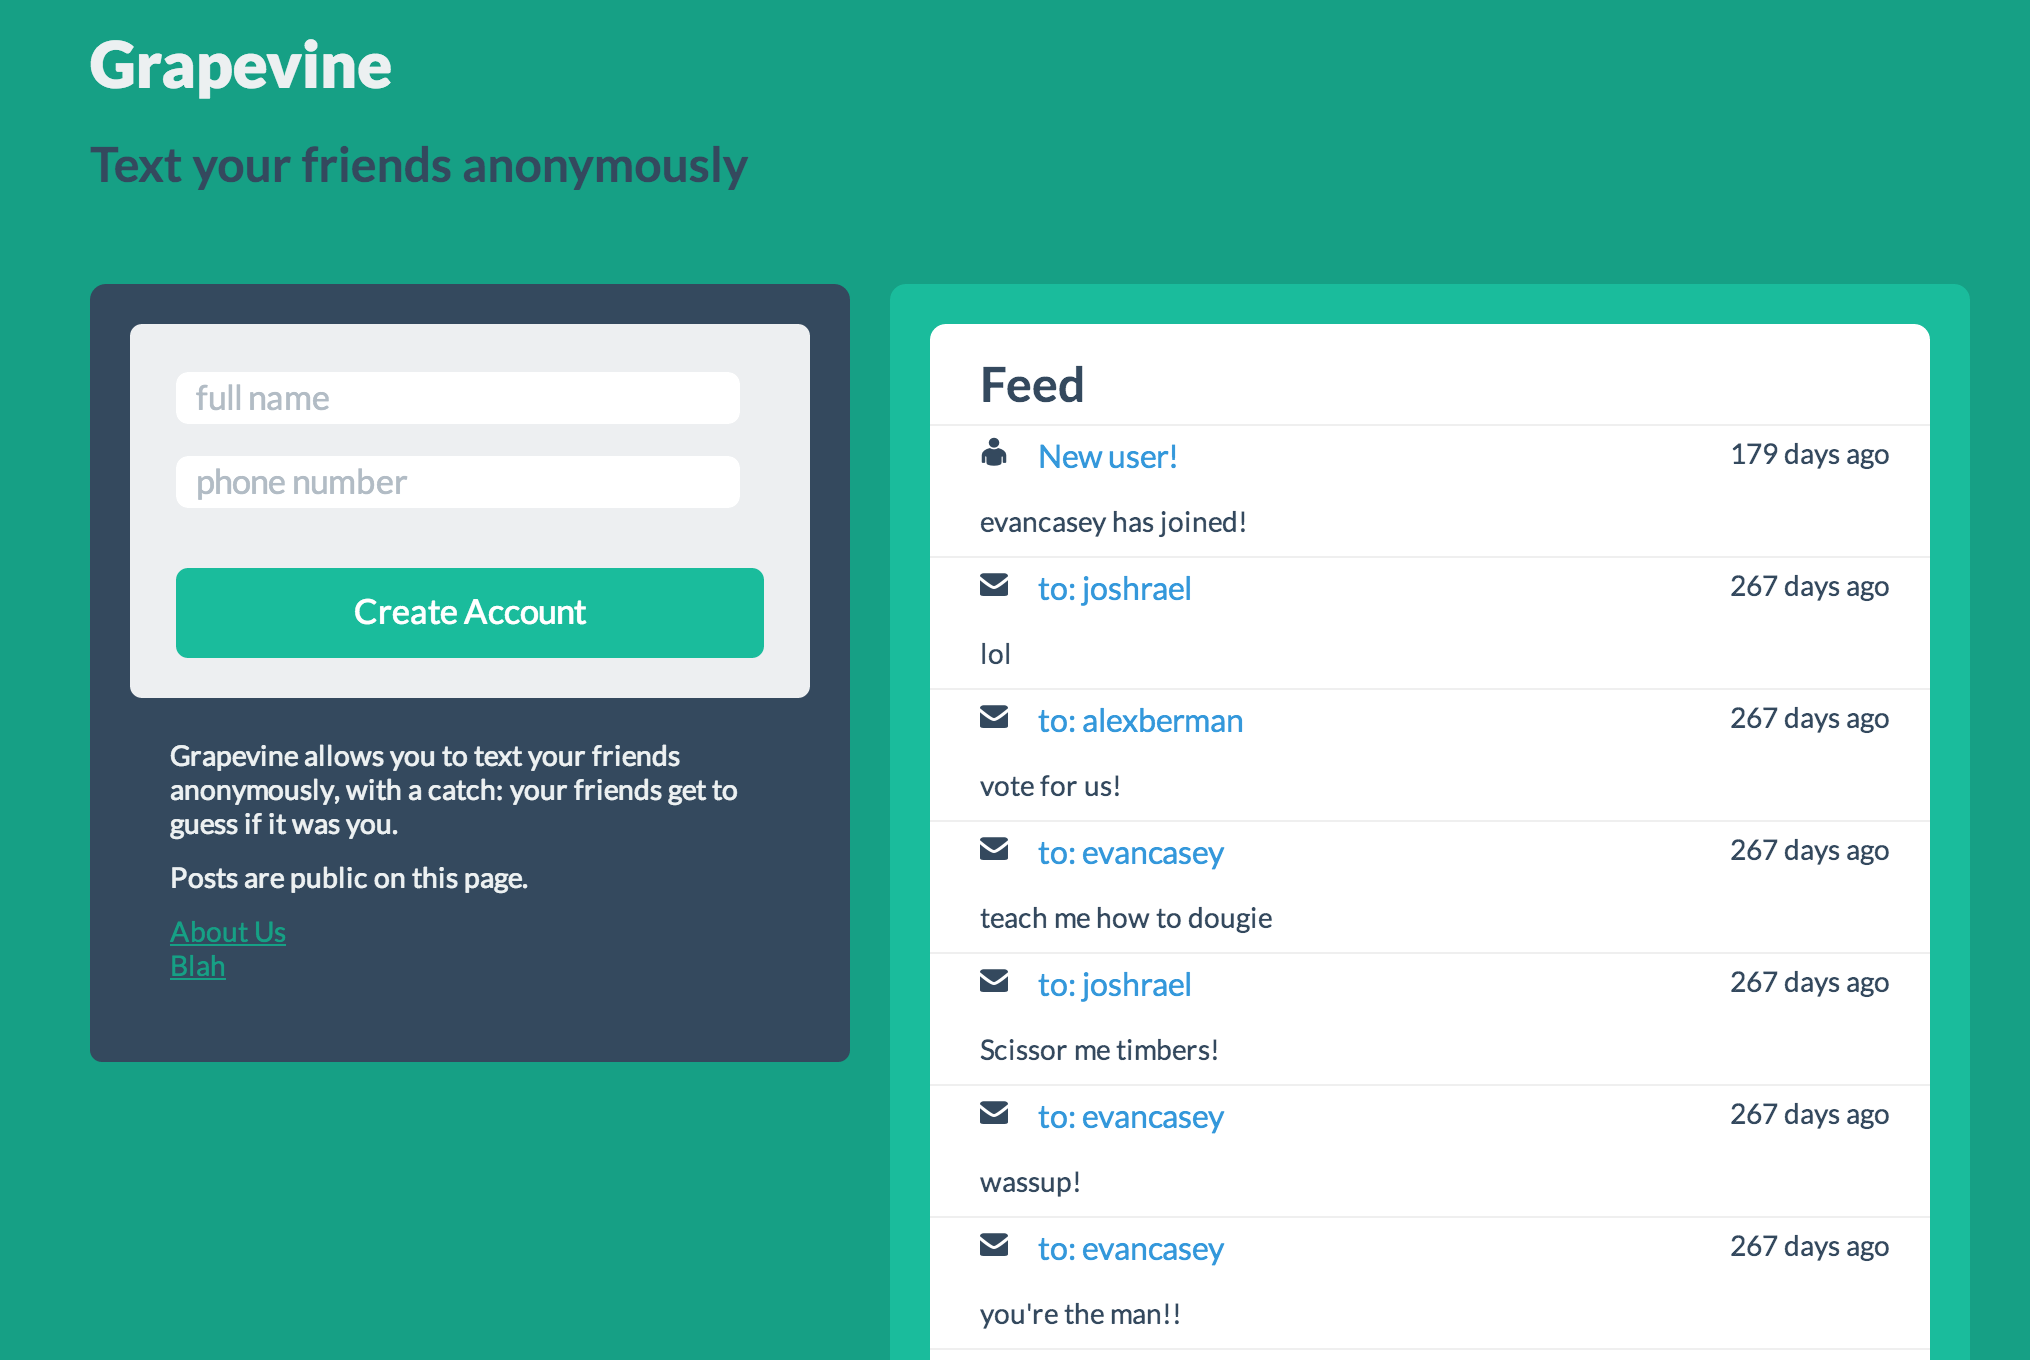 Grapevine
Text your friends anonymously
full name
phone number
Create Account
Grapevine allows you to text your friends
anonymously, with a catch: your friends get to
guess if it was you.
Posts are public on this page.
About Us
Blah
Feed
New user! 179 days ago
evancasey has joined!
to: joshrael 267 days ago
lol
to: alexberman 267 days ago
vote for us!
to: evancasey 267 days ago
teach me how to dougie
to: joshrael 267 days ago
Scissor me timbers!
to: evancasey 267 days ago
wassup!
to: evancasey 267 days ago
you're the man!!